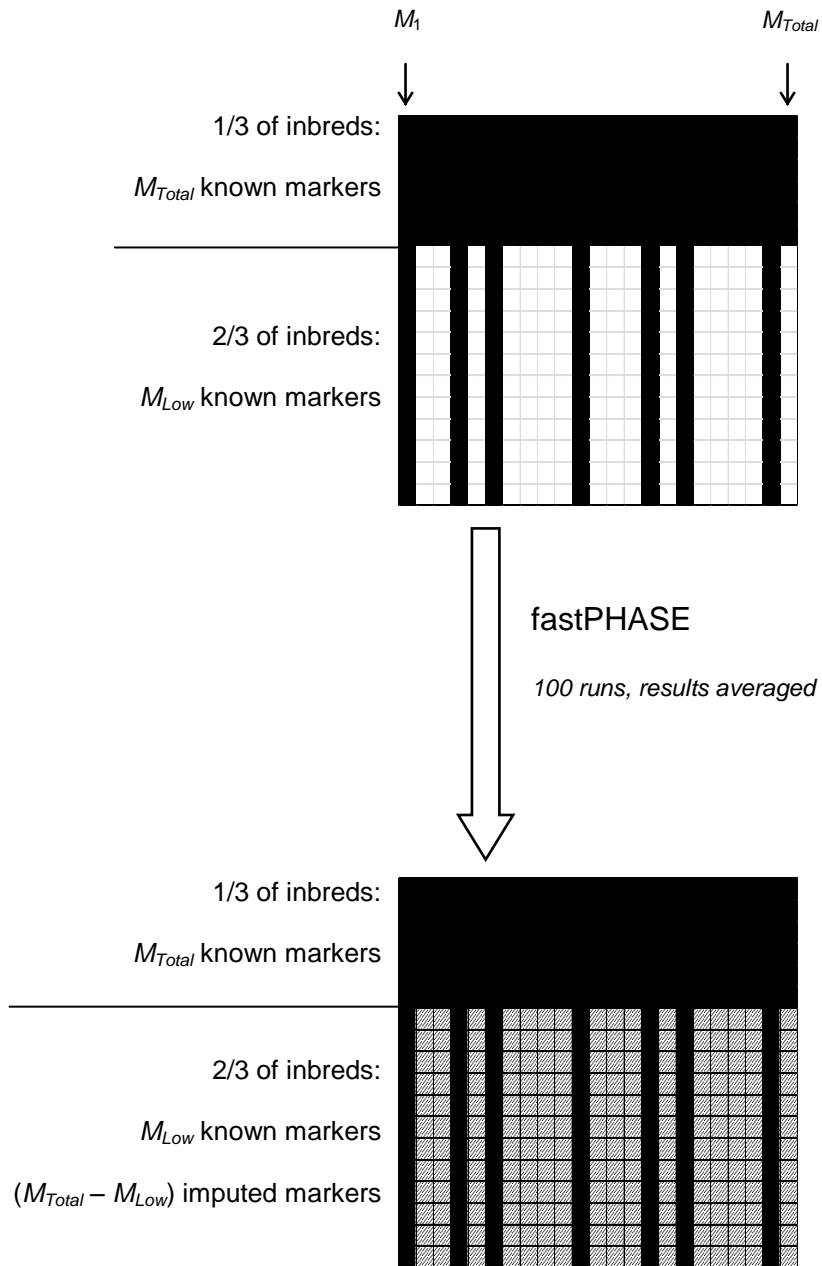 M1 MTotal
1/3 of inbreds:
MTotal known markers
2/3 of inbreds:
MLow known markers
fastPHASE
100 runs, results averaged
1/3 of inbreds:
MTotal known markers
2/3 of inbreds:
MLow known markers
(MTotal – MLow) imputed markers